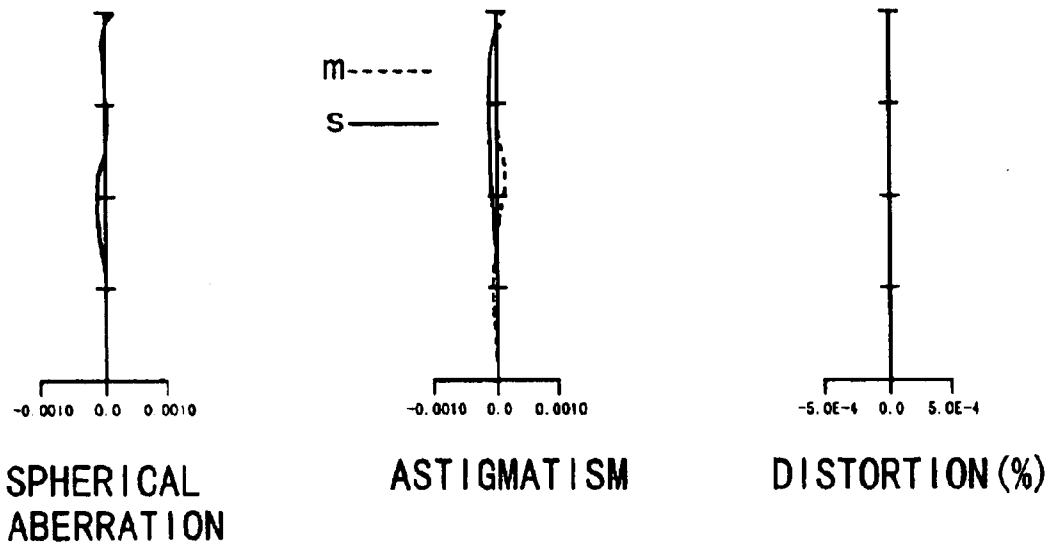 m
s
-0.0010 0.0 0.0010
-0.0010 0.0 0.0010
-5.0E-4 0.0 5.0E-4
SPHERICAL
ABERRATION
ASTIGMATISM
DISTORTION (%)